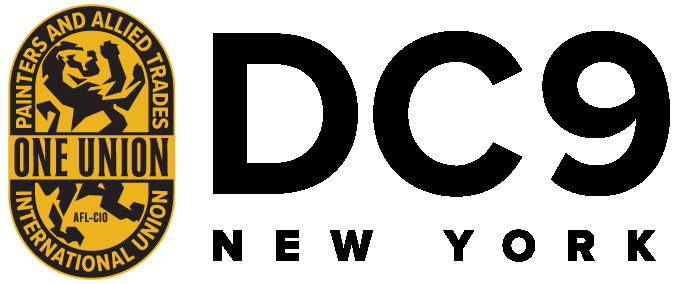 PAINTERS AND ALLIED TRADES
ONE UNION
AFL-CIO
INTERNATIONAL UNION
DC9
NEW YORK